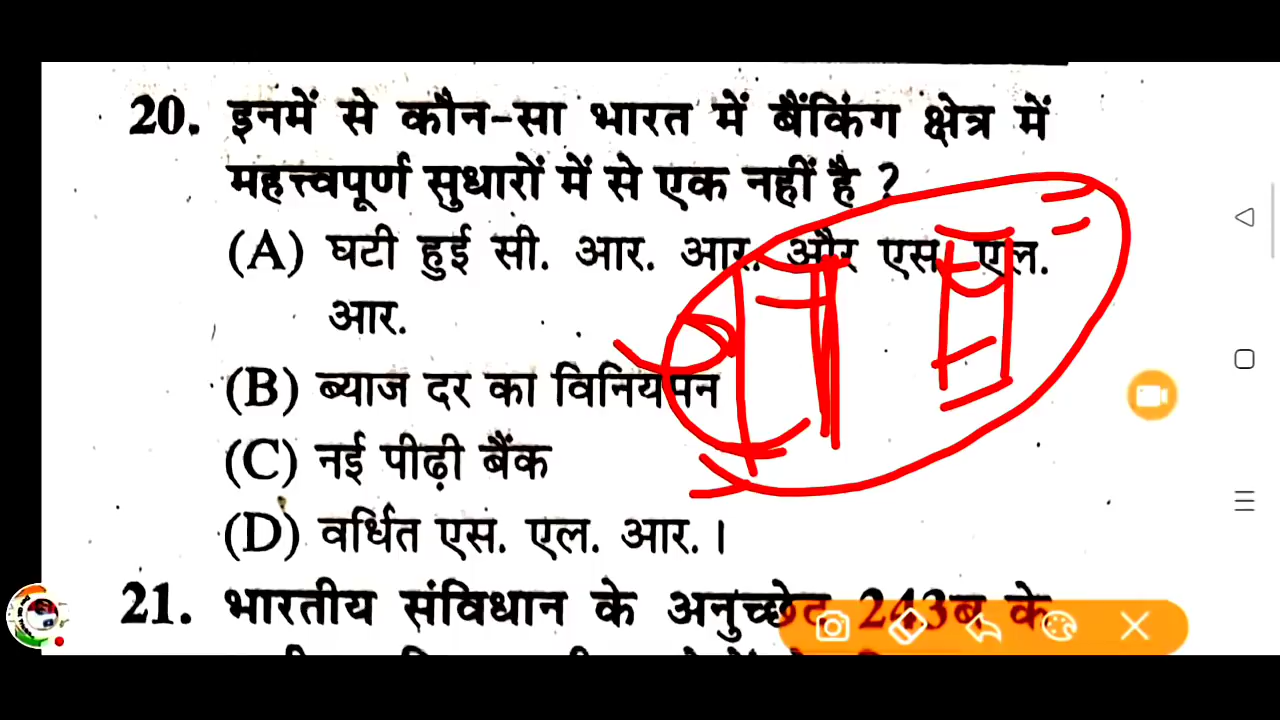 20. इनमें से कौन-सा भारत में बैंकिंग क्षेत्र में
महत्त्वपूर्ण सुधारों में से एक नहीं है ?
(A) घटी हुई सी. आर. आर. और एस. एल.
आर.
(B) ब्याज दर का विनियमन
(C) नई पीढ़ी बैंक
(D) वर्धित एस. एल. आर. ।
21. भारतीय संविधान के अनुच्छेद 243ब के